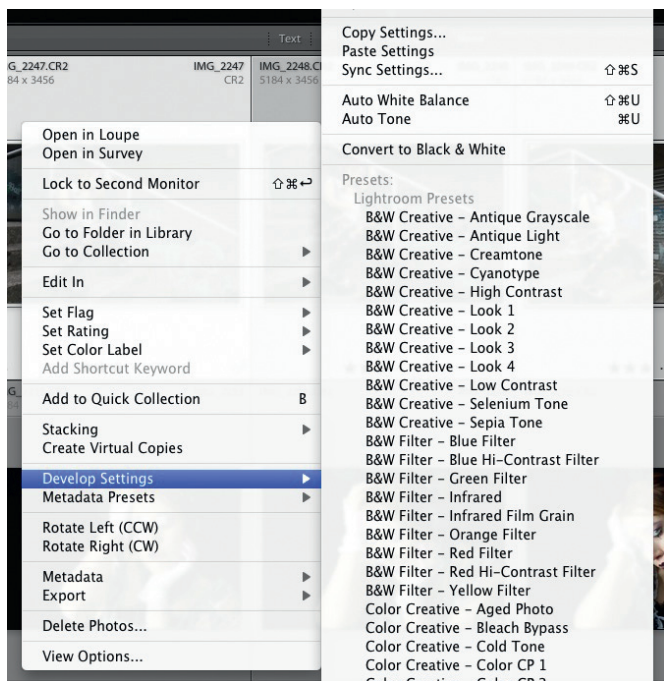 Text
G_2247.CR2 IMG_2247 IMG_2248.C
84 x 3456 CR2 5184 x 3456
Open in Loupe
Open in Survey
Lock to Second Monitor ⇧⌘↩
Show in Finder
Go to Folder in Library
Go to Collection ▶
Edit In ▶
Set Flag ▶
Set Rating ▶
Set Color Label ▶
Add Shortcut Keyword
Add to Quick Collection B
Stacking ▶
Create Virtual Copies
Develop Settings ▶
Metadata Presets ▶
Rotate Left (CCW)
Rotate Right (CW)
Metadata ▶
Export ▶
Delete Photos...
View Options...
Copy Settings...
Paste Settings
Sync Settings... ⇧⌘S
Auto White Balance ⇧⌘U
Auto Tone ⌘U
Convert to Black & White
Presets:
Lightroom Presets
B&W Creative – Antique Grayscale
B&W Creative – Antique Light
B&W Creative – Creamtone
B&W Creative – Cyanotype
B&W Creative – High Contrast
B&W Creative – Look 1
B&W Creative – Look 2
B&W Creative – Look 3
B&W Creative – Look 4
B&W Creative – Low Contrast
B&W Creative – Selenium Tone
B&W Creative – Sepia Tone
B&W Filter – Blue Filter
B&W Filter – Blue Hi-Contrast Filter
B&W Filter – Green Filter
B&W Filter – Infrared
B&W Filter – Infrared Film Grain
B&W Filter – Orange Filter
B&W Filter – Red Filter
B&W Filter – Red Hi-Contrast Filter
B&W Filter – Yellow Filter
Color Creative – Aged Photo
Color Creative – Bleach Bypass
Color Creative – Cold Tone
Color Creative – Color CP 1
Color Creative – Color CP 2